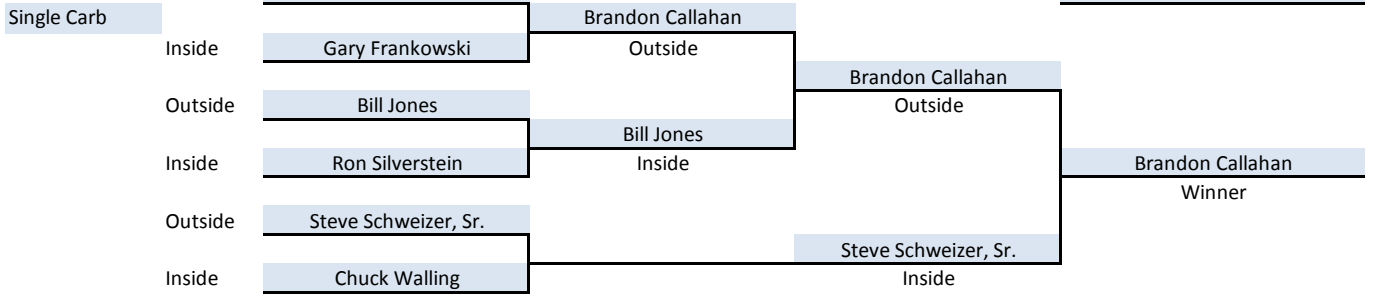 Single Carb Brandon Callahan
Inside Gary Frankowski Outside
Brandon Callahan
Outside Bill Jones Outside
Bill Jones
Inside Ron Silverstein Inside Brandon Callahan
Winner
Outside Steve Schweizer, Sr.
Steve Schweizer, Sr.
Inside Chuck Walling Inside